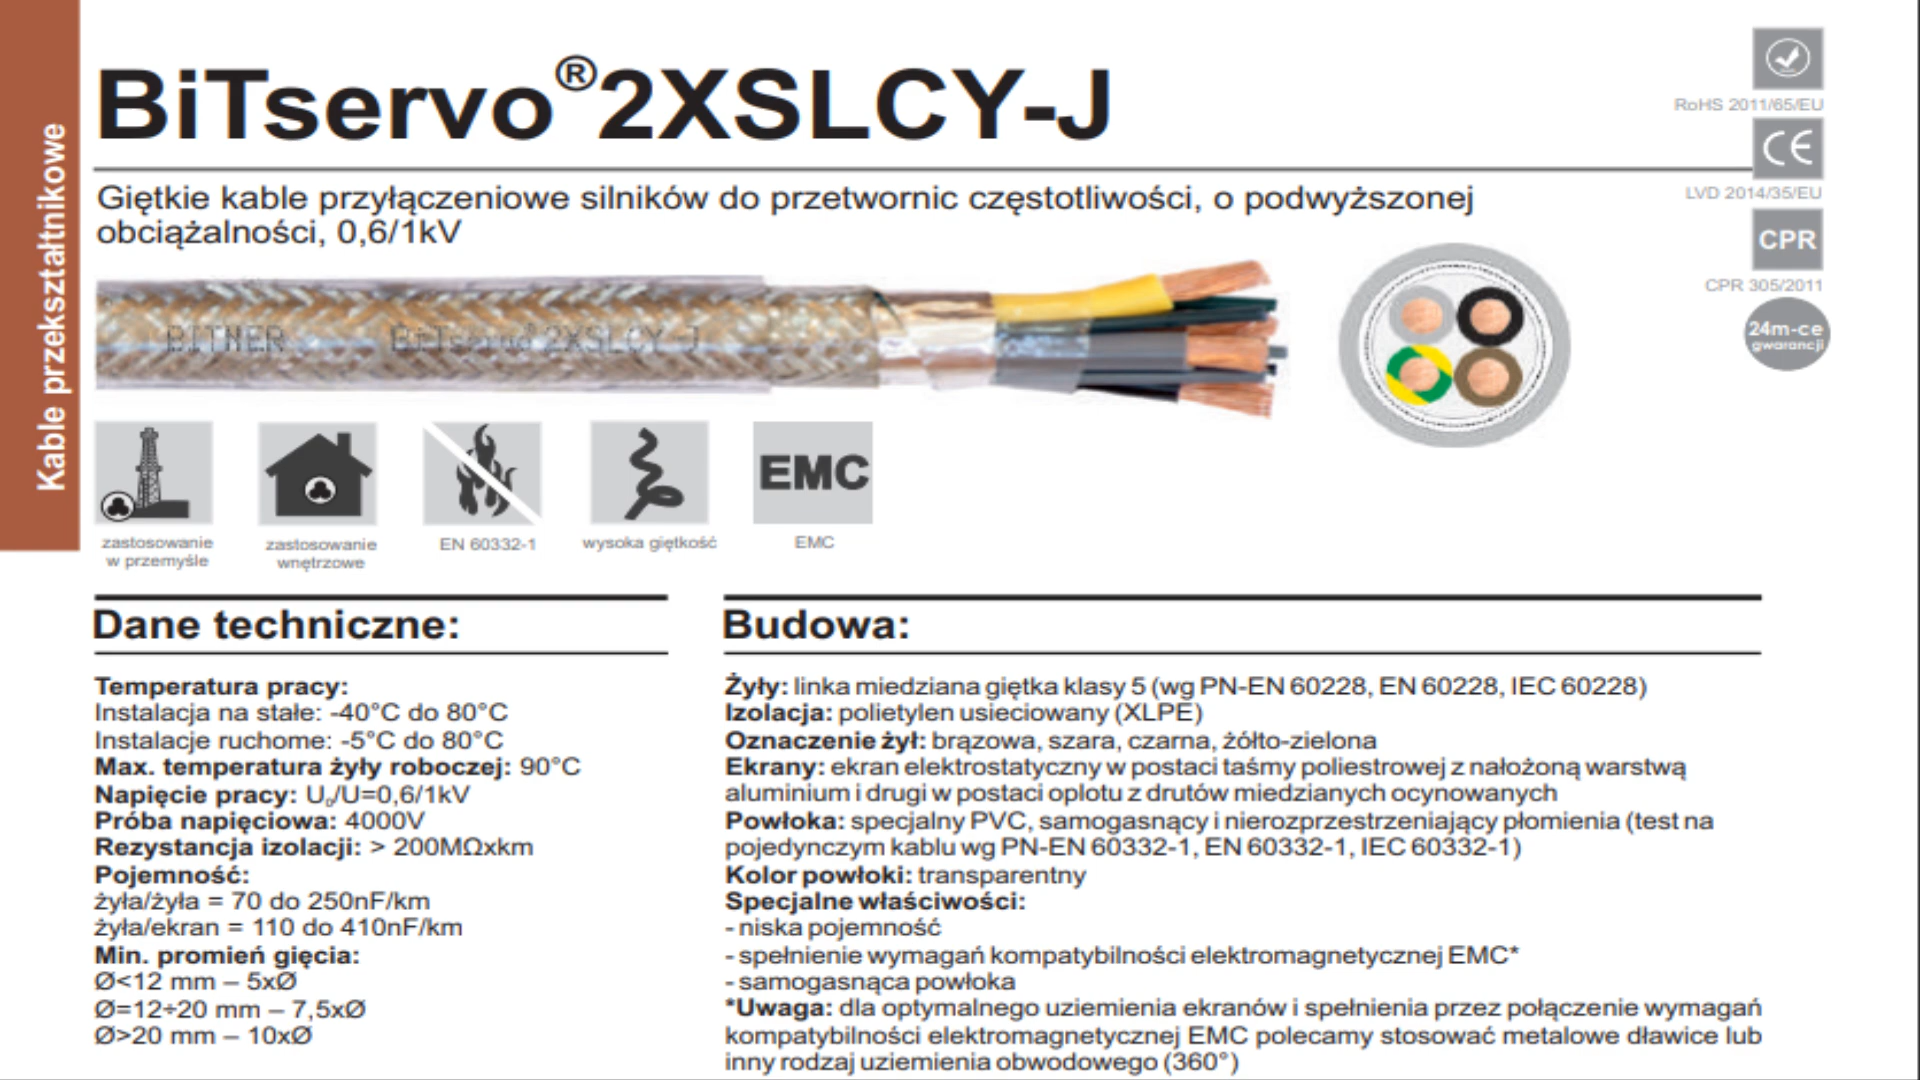 Kable przekształtnikowe
BiTservo®2XSLCY-J
Giętkie kable przyłączeniowe silników do przetwornic częstotliwości, o podwyższonej
obciążalności, 0,6/1kV
RoHS 2011/65/EU
CE
LVD 2014/35/EU
CPR
CPR 305/2011
24m-ce
gwarancji
BITNER BiTservo® 2XSLCY-J
EMC
zastosowanie
w przemyśle
zastosowanie
wnętrzowe
EN 60332-1
wysoka giętkość
EMC
Dane techniczne:
Temperatura pracy:
Instalacja na stałe: -40°C do 80°C
Instalacje ruchome: -5°C do 80°C
Max. temperatura żyły roboczej: 90°C
Napięcie pracy: U₀/U=0,6/1kV
Próba napięciowa: 4000V
Rezystancja izolacji: > 200MΩxkm
Pojemność:
żyła/żyła = 70 do 250nF/km
żyła/ekran = 110 do 410nF/km
Min. promień gięcia:
Ø<12 mm – 5xØ
Ø=12÷20 mm – 7,5xØ
Ø>20 mm – 10xØ
Budowa:
Żyły: linka miedziana giętka klasy 5 (wg PN-EN 60228, EN 60228, IEC 60228)
Izolacja: polietylen usieciowany (XLPE)
Oznaczenie żył: brązowa, szara, czarna, żółto-zielona
Ekrany: ekran elektrostatyczny w postaci taśmy poliestrowej z nałożoną warstwą
aluminium i drugi w postaci oplotu z drutów miedzianych ocynowanych
Powłoka: specjalny PVC, samogasnący i nierozprzestrzeniający płomienia (test na
pojedynczym kablu wg PN-EN 60332-1, EN 60332-1, IEC 60332-1)
Kolor powłoki: transparentny
Specjalne właściwości:
- niska pojemność
- spełnienie wymagań kompatybilności elektromagnetycznej EMC*
- samogasnąca powłoka
*Uwaga: dla optymalnego uziemienia ekranów i spełnienia przez połączenie wymagań
kompatybilności elektromagnetycznej EMC polecamy stosować metalowe dławice lub
inny rodzaj uziemienia obwodowego (360°)